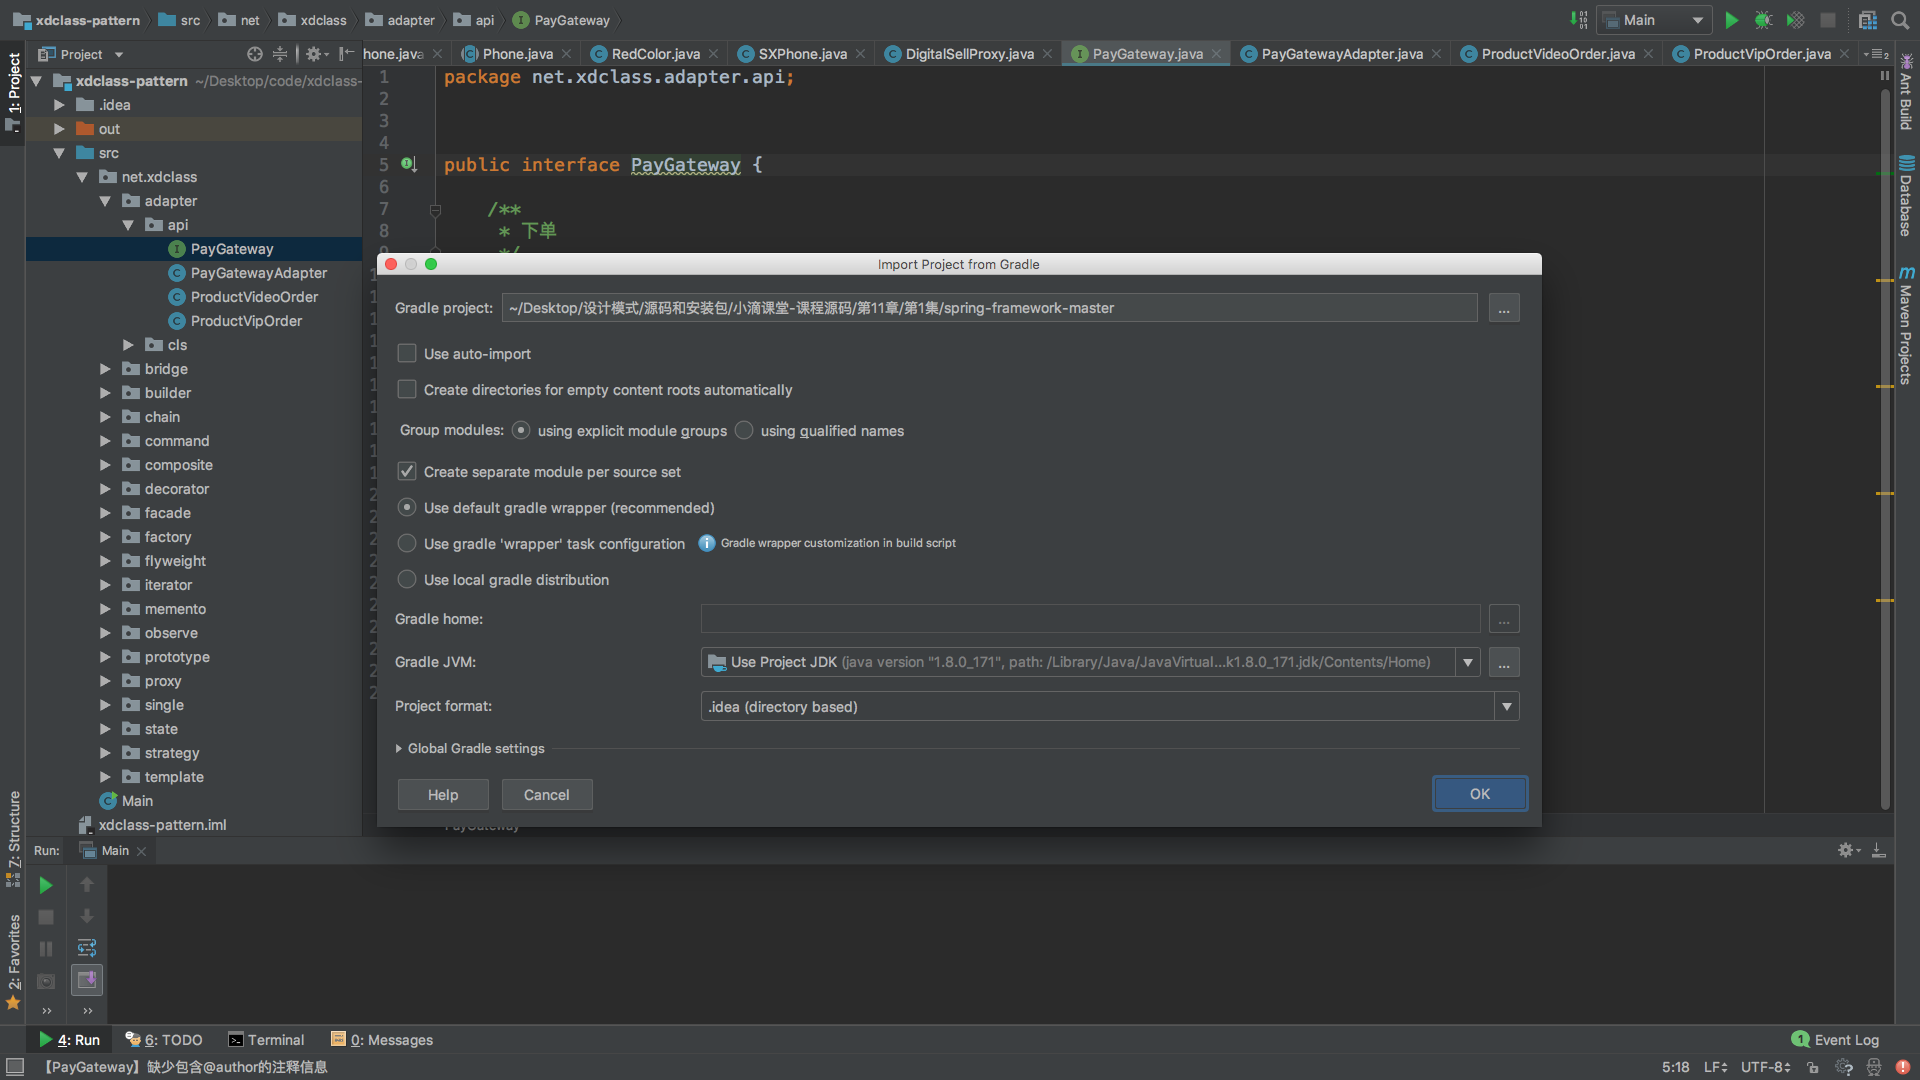 xdclass-pattern src net xdclass adapter api PayGateway Main
Project hone.java Phone.java RedColor.java SXPhone.java DigitalSellProxy.java PayGateway.java PayGatewayAdapter.java ProductVideoOrder.java ProductVipOrder.java 2
1: Project
7: Structure
2: Favorites
Ant Build
Database
Maven Projects
xdclass-pattern ~/Desktop/code/xdclass-
.idea
out
src
net.xdclass
adapter
api
PayGateway
PayGatewayAdapter
ProductVideoOrder
ProductVipOrder
cls
bridge
builder
chain
command
composite
decorator
facade
factory
flyweight
iterator
memento
observe
prototype
proxy
single
state
strategy
template
Main
xdclass-pattern.iml
1 package net.xdclass.adapter.api;
2
3
4
5 public interface PayGateway {
6
7 /**
8 * 下单
9 */
Import Project from Gradle
Gradle project: ~/Desktop/设计模式/源码和安装包/小滴课堂-课程源码/第11章/第1集/spring-framework-master ...
Use auto-import
Create directories for empty content roots automatically
Group modules: using explicit module groups using qualified names
Create separate module per source set
Use default gradle wrapper (recommended)
Use gradle 'wrapper' task configuration Gradle wrapper customization in build script
Use local gradle distribution
Gradle home: ...
Gradle JVM: Use Project JDK (java version "1.8.0_171", path: /Library/Java/JavaVirtual...k1.8.0_171.jdk/Contents/Home) ...
Project format: .idea (directory based)
Global Gradle settings
Help Cancel OK
PayGateway
Run: Main
4: Run 6: TODO Terminal 0: Messages 1 Event Log
【PayGateway】缺少包含@author的注释信息 5:18 LF UTF-8